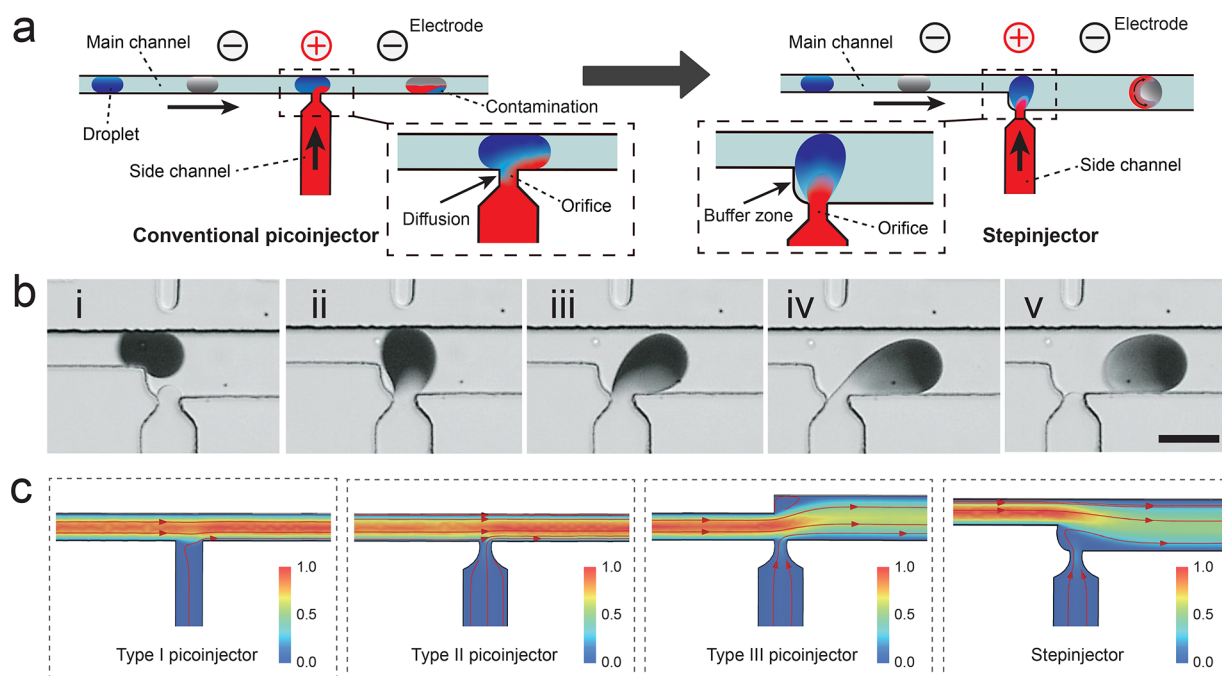 a
Main channel
−
+
−
Electrode
Contamination
Droplet
Side channel
Diffusion
Orifice
Conventional picoinjector
Main channel
−
+
−
Electrode
Side channel
Buffer zone
Orifice
Stepinjector
b
i
ii
iii
iv
v
c
1.0
0.5
0.0
Type I picoinjector
1.0
0.5
0.0
Type II picoinjector
1.0
0.5
0.0
Type III picoinjector
1.0
0.5
0.0
Stepinjector